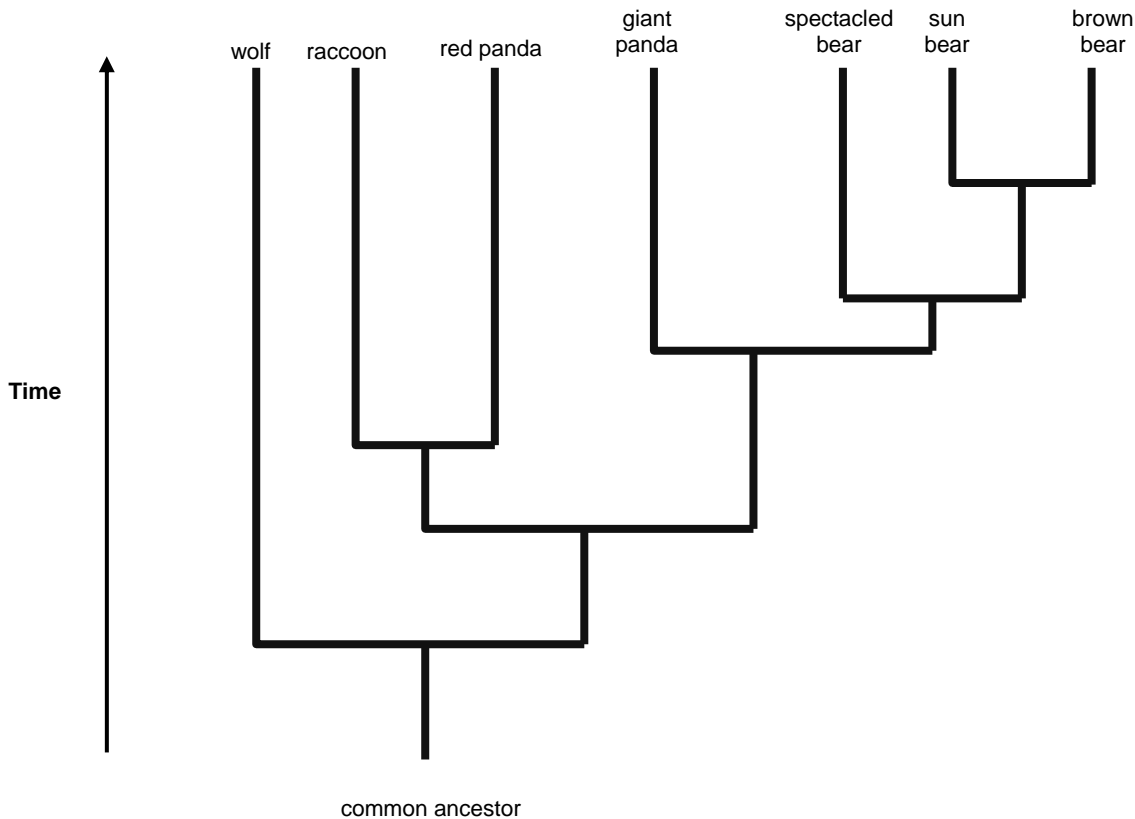 giant
panda
spectacled
bear
sun
bear
brown
bear
wolf
raccoon
red panda
Time
common ancestor